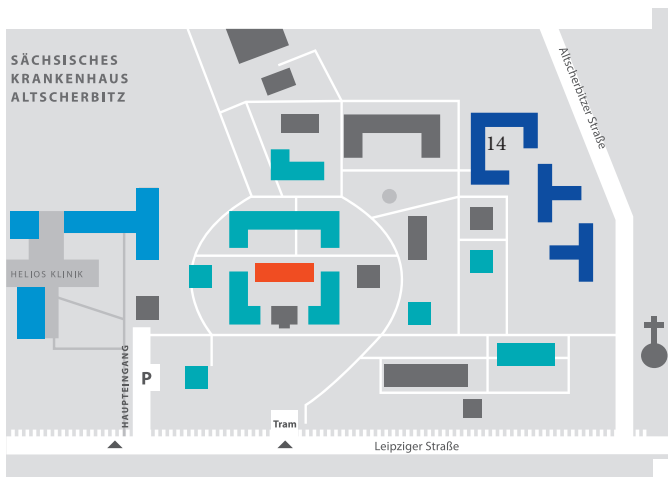 SÄCHSISCHES
KRANKENHAUS
ALTSCHERBITZ
Altscherbitzer Straße
14
HELIOS KLINIK
HAUPTEINGANG
P
Tram
Leipziger Straße